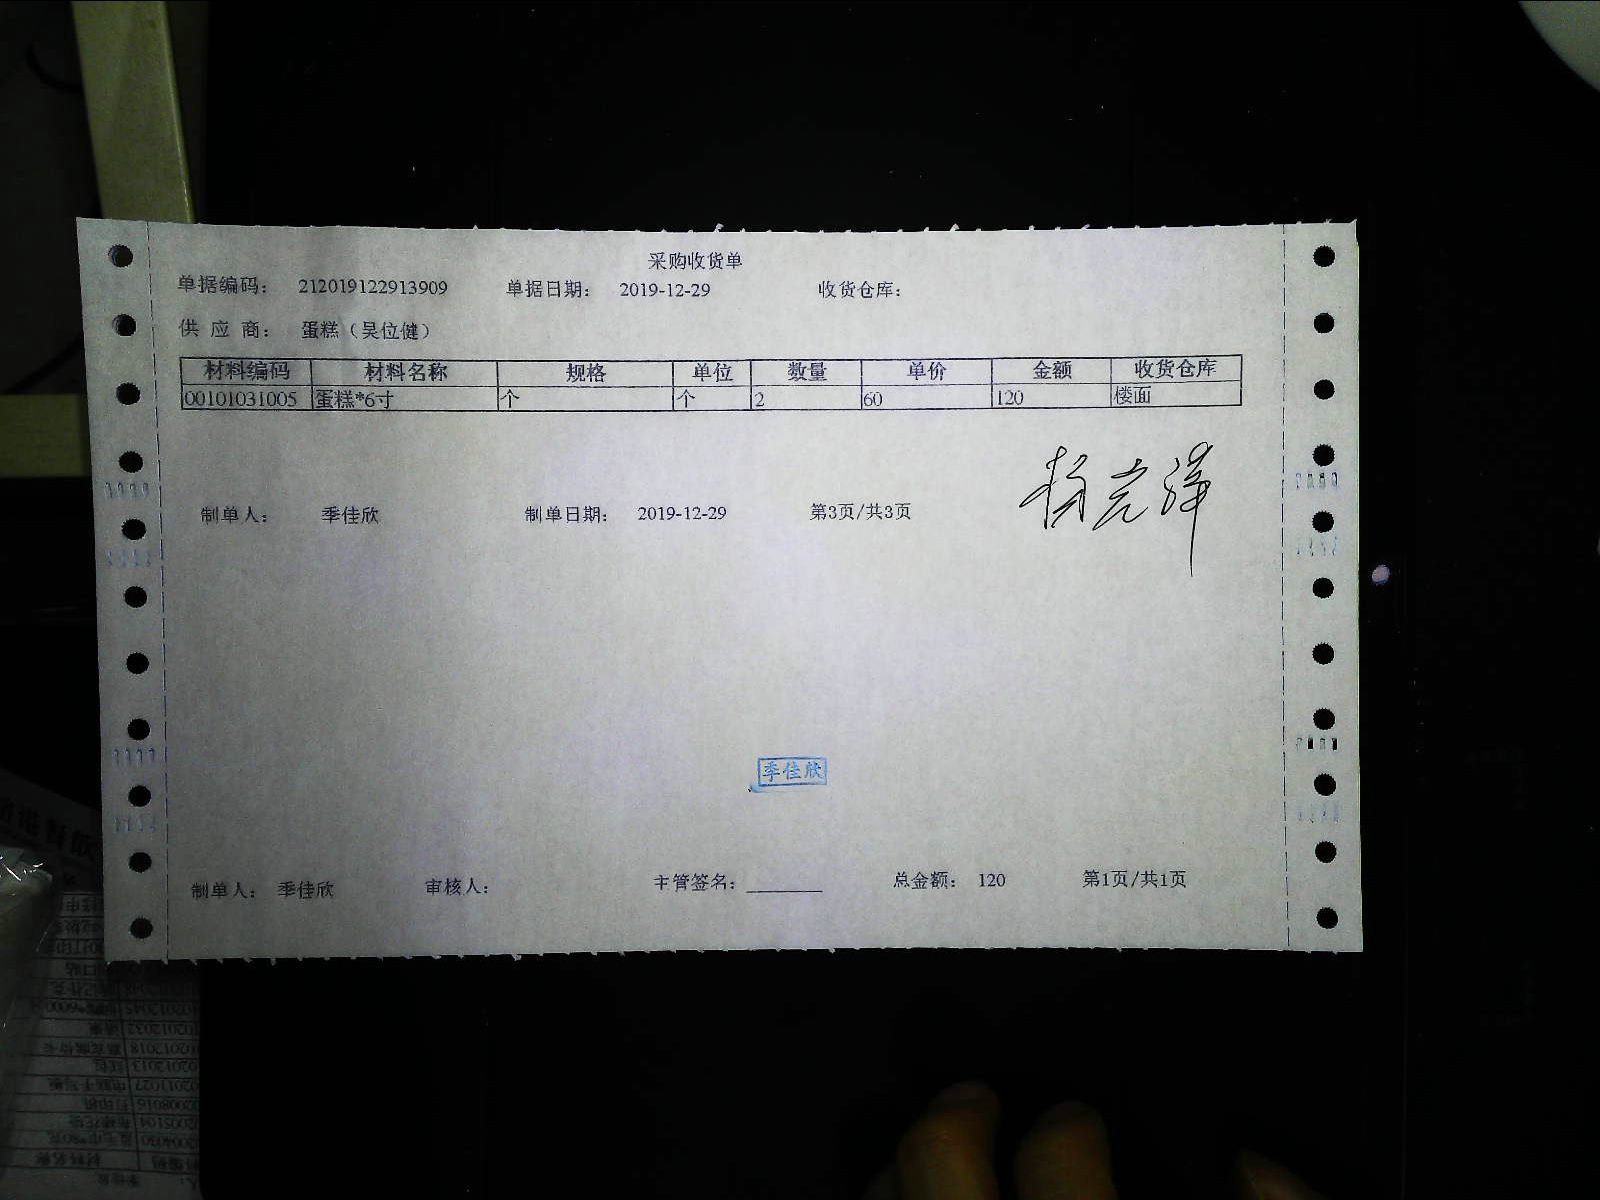 采购收货单
单据编码： 212019122913909 单据日期： 2019-12-29 收货仓库：
供 应 商： 蛋糕（吴位健）
材料编码 材料名称 规格 单位 数量 单价 金额 收货仓库
00101031005 蛋糕*6寸 个 个 2 60 120 楼面
制单人： 季佳欣 制单日期： 2019-12-29 第3页/共3页
季佳欣
制单人： 季佳欣 审核人： 主管签名：________ 总金额： 120 第1页/共1页